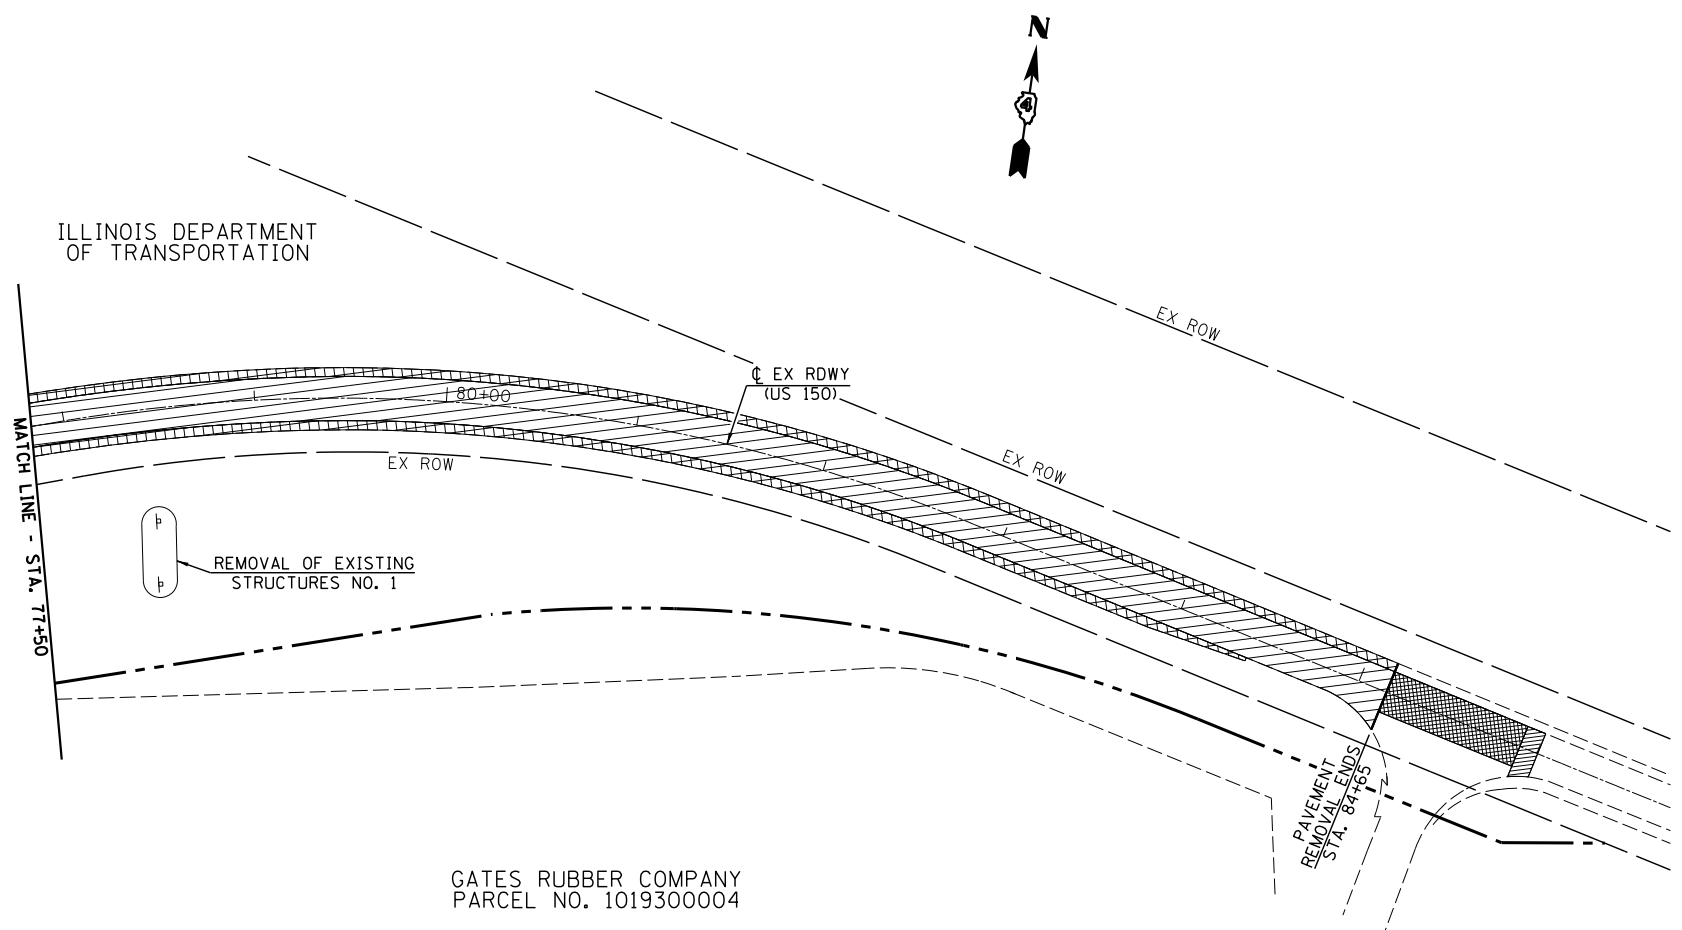 N
4
ILLINOIS DEPARTMENT
OF TRANSPORTATION
EX ROW
℄ EX RDWY
(US 150)
80+00
EX ROW
EX ROW
MATCH LINE - STA. 77+50
REMOVAL OF EXISTING
STRUCTURES NO. 1
PAVEMENT
REMOVAL ENDS
STA. 84+65
GATES RUBBER COMPANY
PARCEL NO. 1019300004